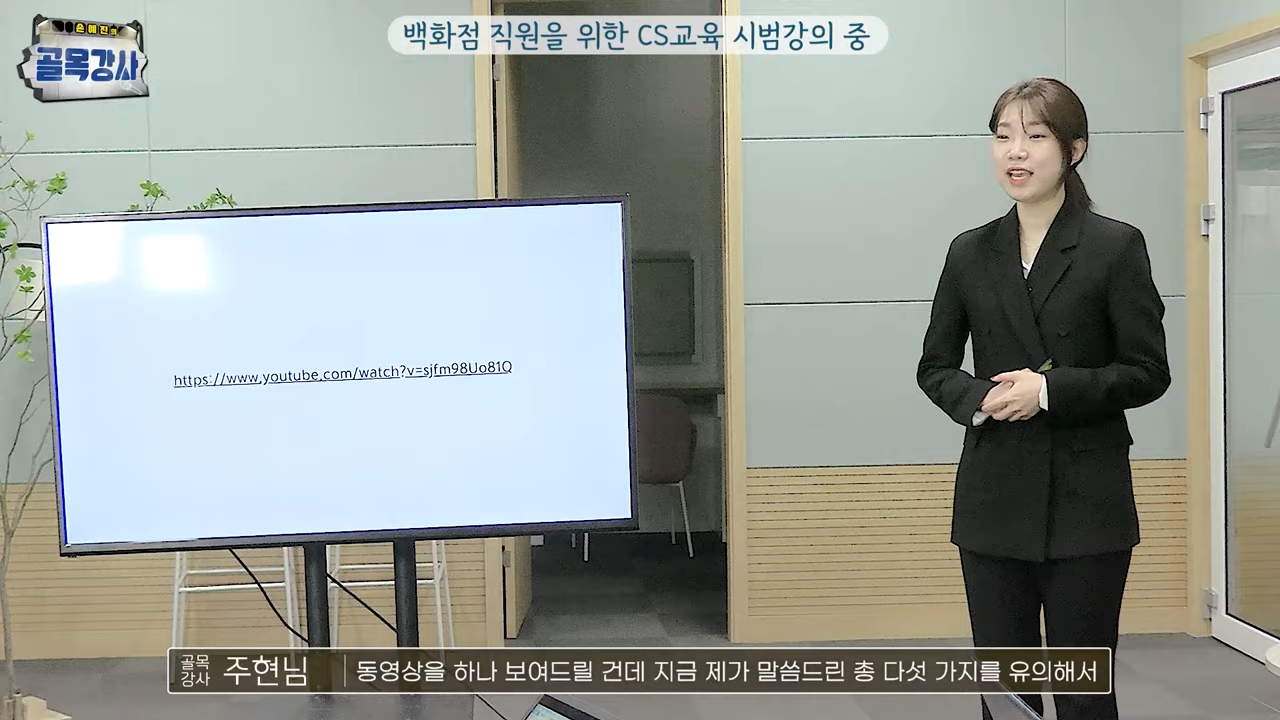 손예진의
골목강사
백화점 직원을 위한 CS교육 시범강의 중
https://www.youtube.com/watch?v=sjfm98Uo81Q
골목
강사
주현님
동영상을 하나 보여드릴 건데 지금 제가 말씀드린 총 다섯 가지를 유의해서